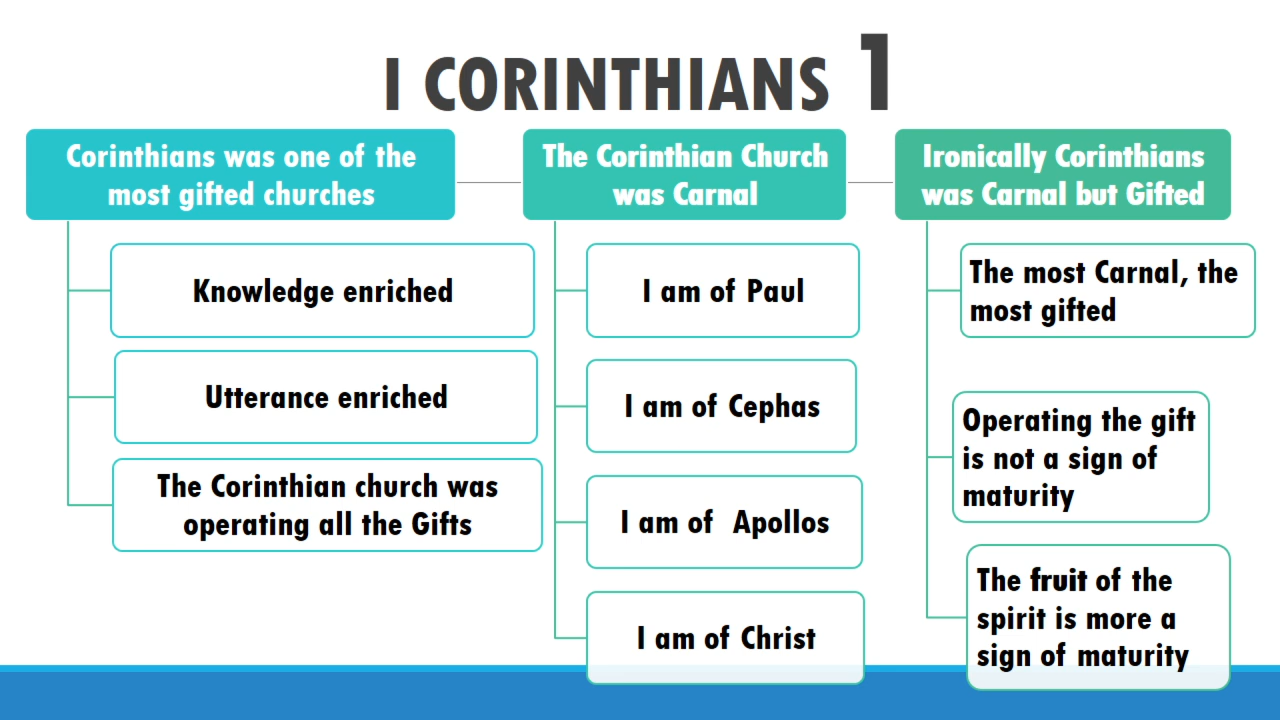 I CORINTHIANS 1
Corinthians was one of the
most gifted churches
Knowledge enriched
Utterance enriched
The Corinthian church was
operating all the Gifts
The Corinthian Church
was Carnal
I am of Paul
I am of Cephas
I am of Apollos
I am of Christ
Ironically Corinthians
was Carnal but Gifted
The most Carnal, the
most gifted
Operating the gift
is not a sign of
maturity
The fruit of the
spirit is more a
sign of maturity